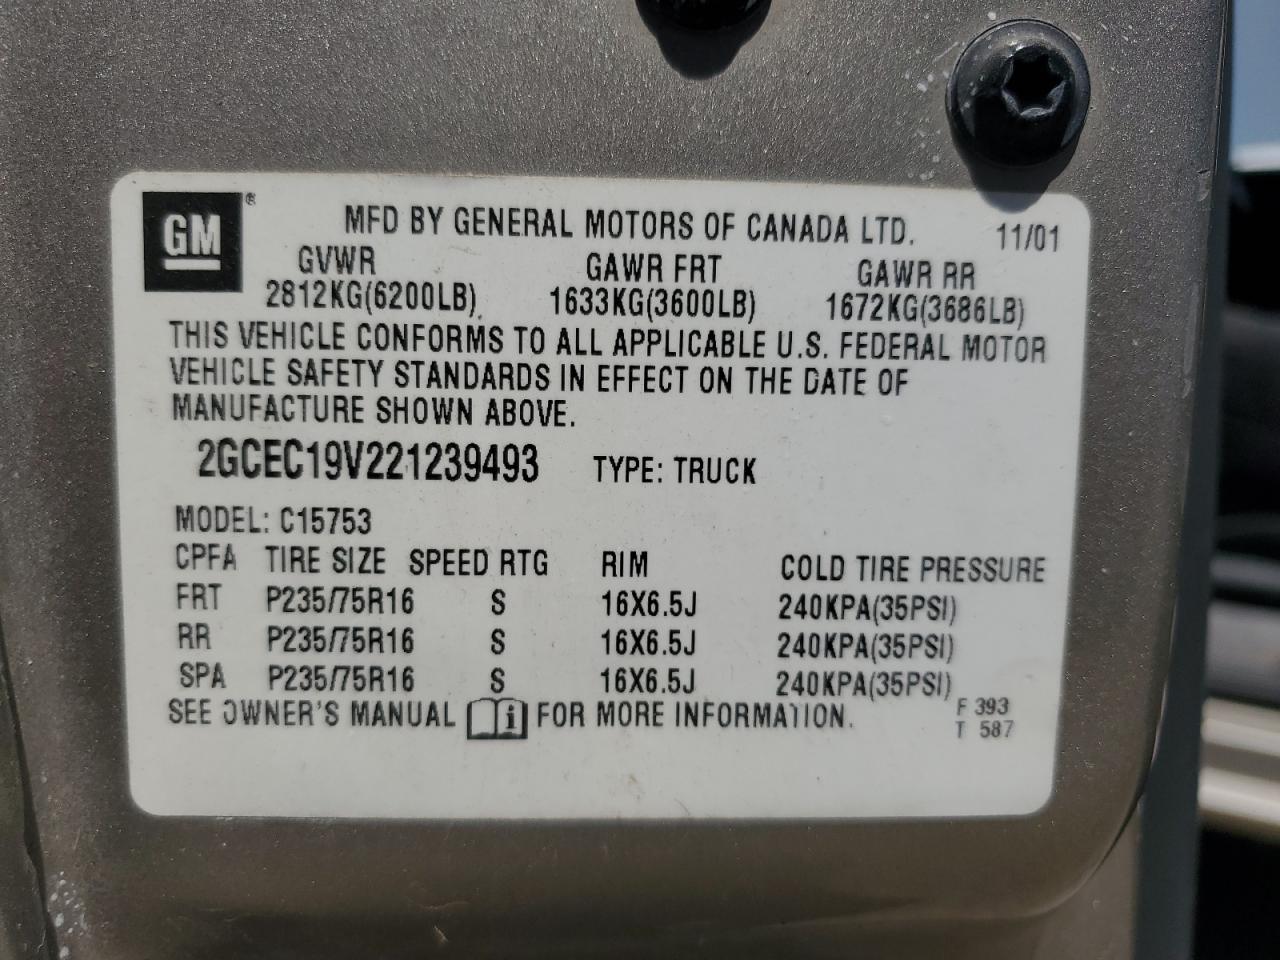 GM ®
MFD BY GENERAL MOTORS OF CANADA LTD. 11/01
GVWR GAWR FRT GAWR RR
2812KG(6200LB) 1633KG(3600LB) 1672KG(3686LB)
THIS VEHICLE CONFORMS TO ALL APPLICABLE U.S. FEDERAL MOTOR
VEHICLE SAFETY STANDARDS IN EFFECT ON THE DATE OF
MANUFACTURE SHOWN ABOVE.
2GCEC19V221239493 TYPE: TRUCK
MODEL: C15753
CPFA TIRE SIZE SPEED RTG RIM COLD TIRE PRESSURE
FRT P235/75R16 S 16X6.5J 240KPA(35PSI)
RR P235/75R16 S 16X6.5J 240KPA(35PSI)
SPA P235/75R16 S 16X6.5J 240KPA(35PSI)
SEE OWNER'S MANUAL i FOR MORE INFORMATION.
F 393
T 587